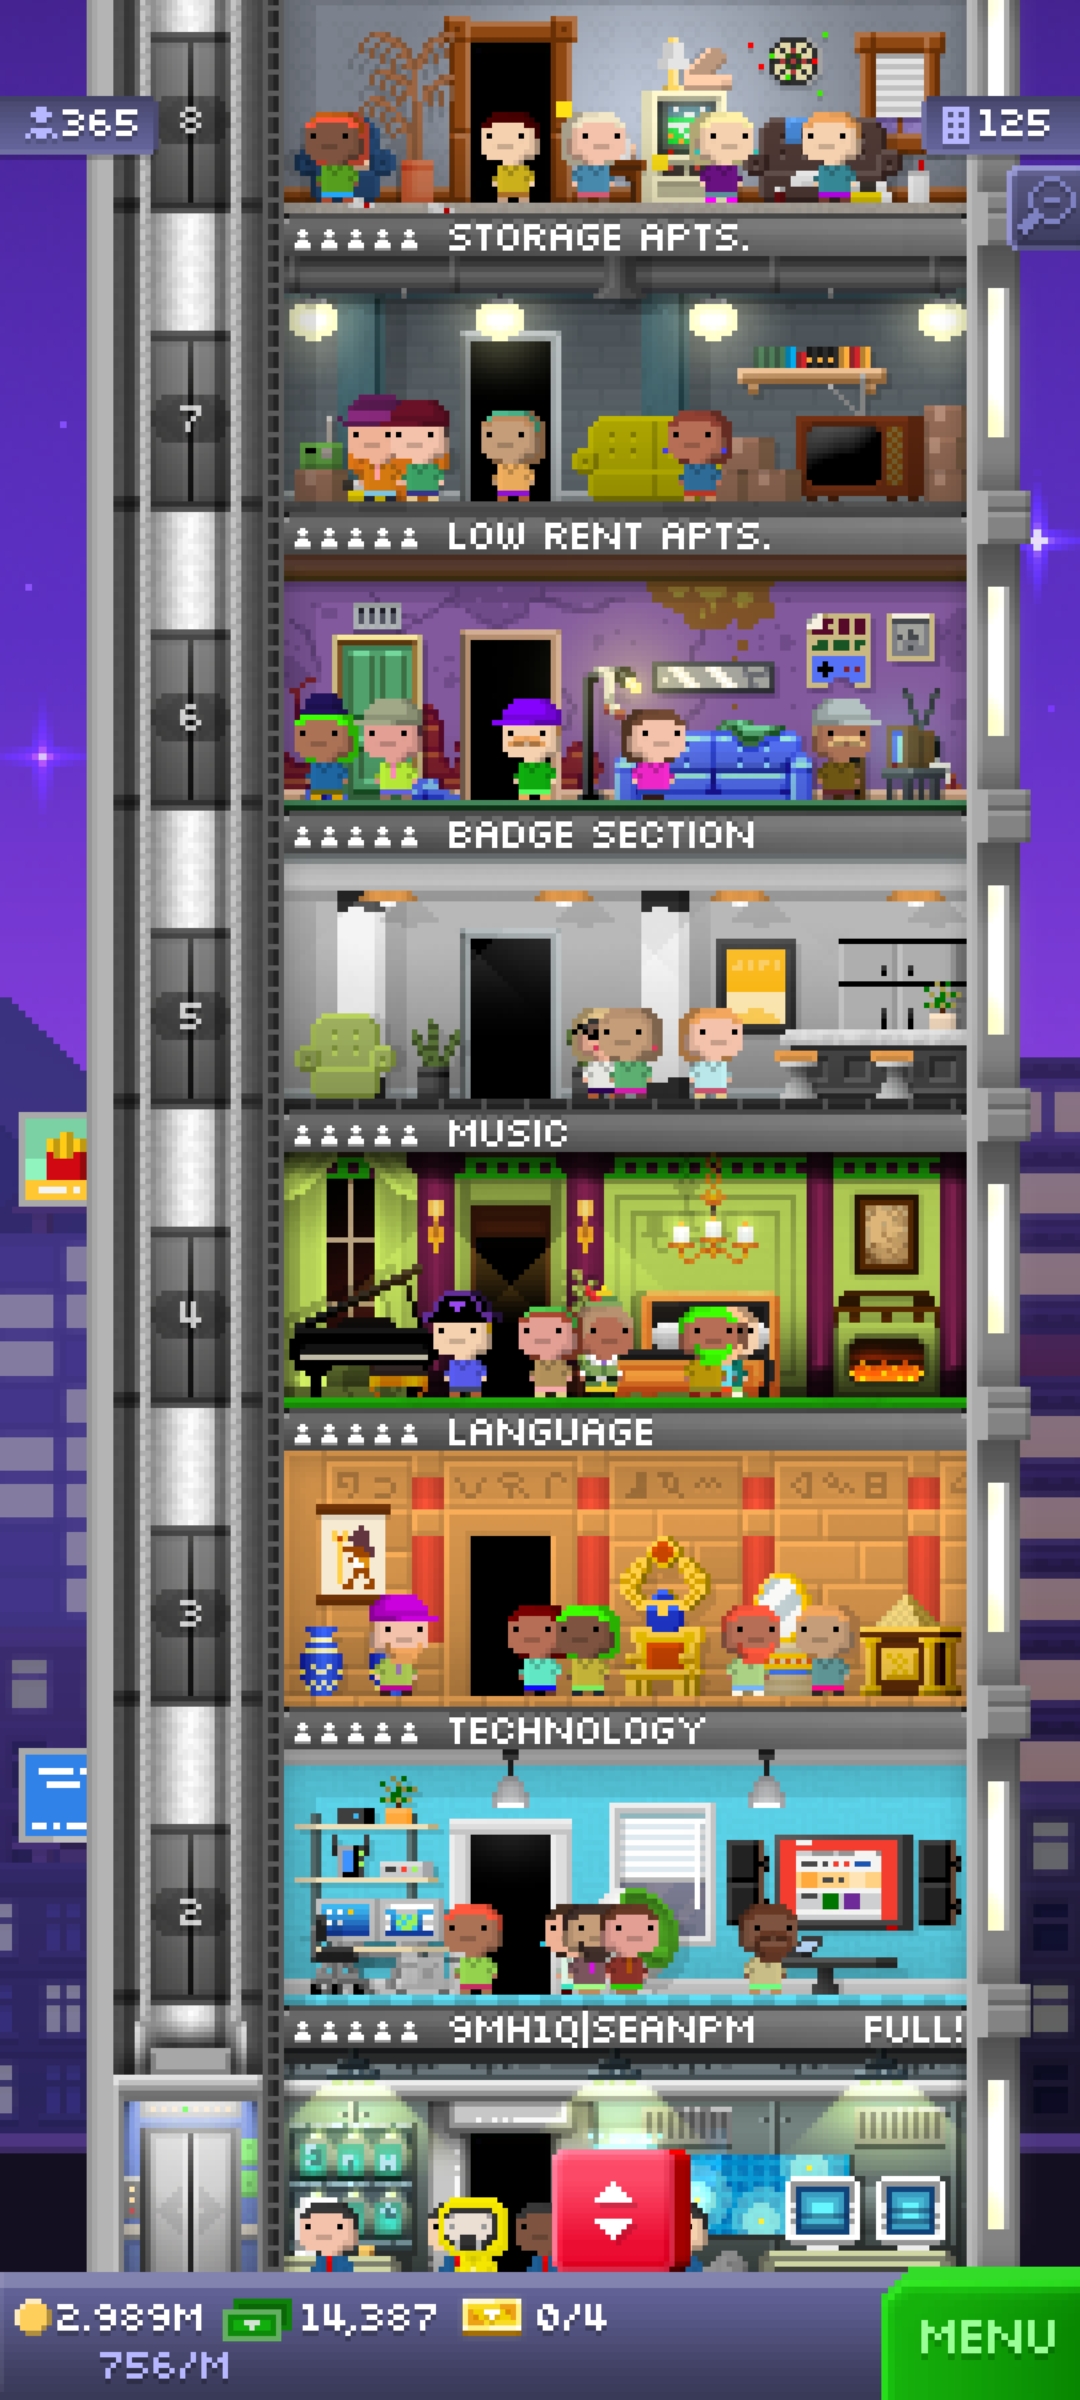 8
365
125
STORAGE APTS.
7
LOW RENT APTS.
6
BADGE SECTION
5
MUSIC
4
LANGUAGE
3
TECHNOLOGY
2
9MH1Q|SEANPM FULL!
2.989M 14,387 0/4
756/M
MENU